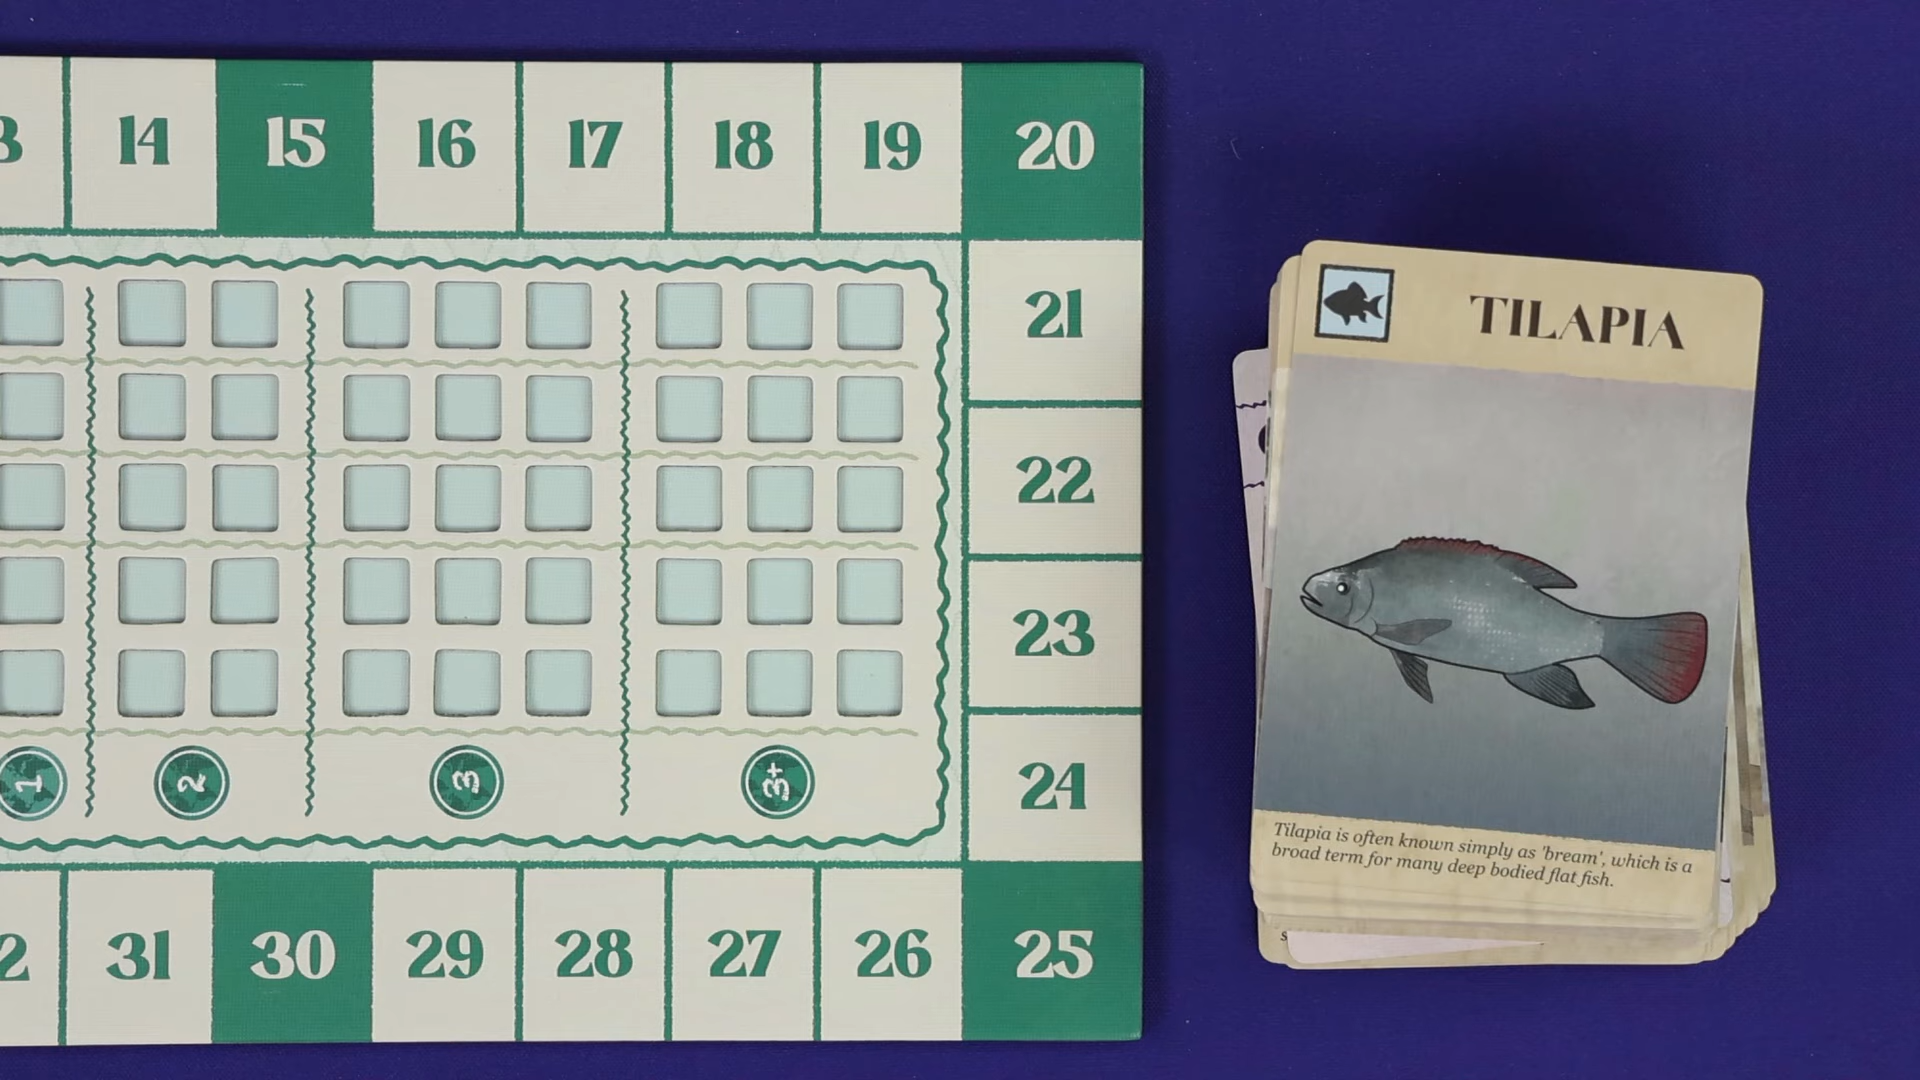 14 15 16 17 18 19 20
21
22
23
24
1 2 3 3+
31 30 29 28 27 26 25
TILAPIA
Tilapia is often known simply as 'bream', which is a
broad term for many deep bodied flat fish.